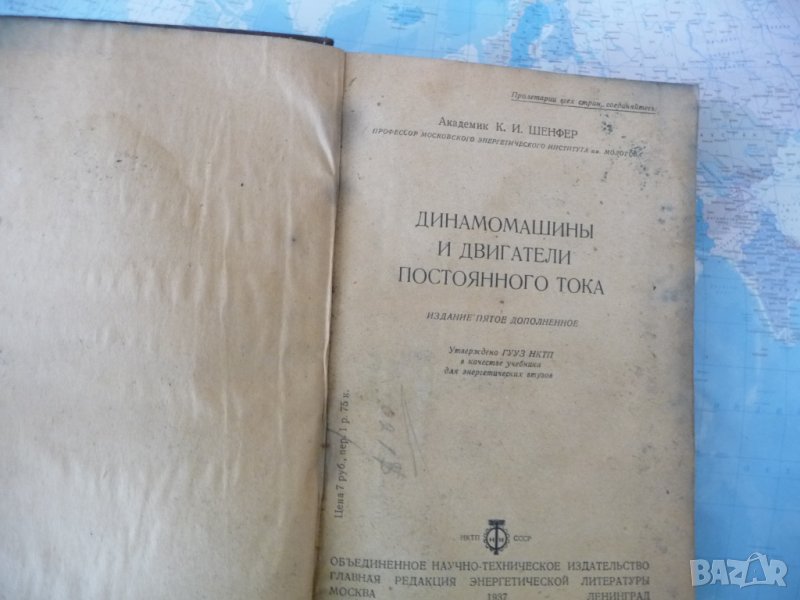 Пролетарии всех стран, соединяйтесь!
Академик К. И. ШЕНФЕР
ПРОФЕССОР МОСКОВСКОГО ЭНЕРГЕТИЧЕСКОГО ИНСТИТУТА им. МОЛОТОВА
ДИНАМОМАШИНЫ
И ДВИГАТЕЛИ
ПОСТОЯННОГО ТОКА
ИЗДАНИЕ ПЯТОЕ ДОПОЛНЕННОЕ
Утверждено ГУУЗ НКТП
в качестве учебника
для энергетических втузов
Цена 7 руб., пер. 1 р. 75 к.
НКТП СССР
ОБЪЕДИНЕННОЕ НАУЧНО-ТЕХНИЧЕСКОЕ ИЗДАТЕЛЬСТВО
ГЛАВНАЯ РЕДАКЦИЯ ЭНЕРГЕТИЧЕСКОЙ ЛИТЕРАТУРЫ
МОСКВА 1937 ЛЕНИНГРАД
BAZAR.bg